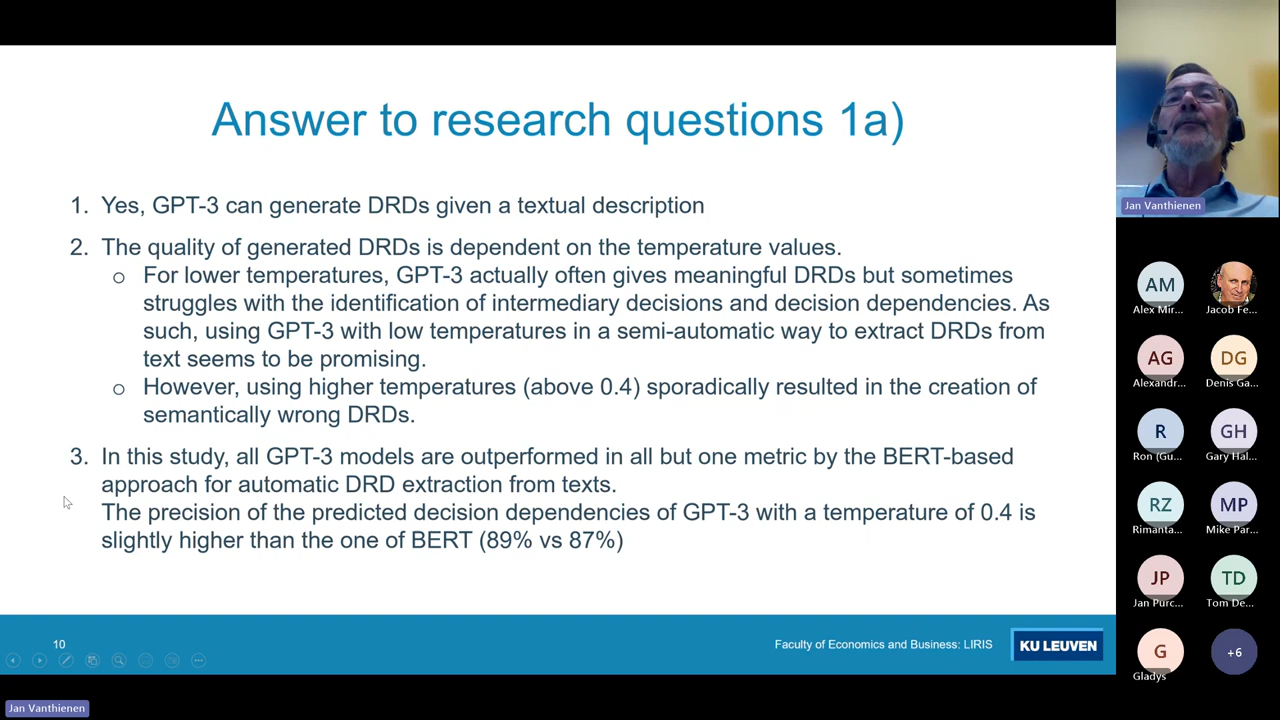 Answer to research questions 1a)
1. Yes, GPT-3 can generate DRDs given a textual description
2. The quality of generated DRDs is dependent on the temperature values.
o For lower temperatures, GPT-3 actually often gives meaningful DRDs but sometimes
struggles with the identification of intermediary decisions and decision dependencies. As
such, using GPT-3 with low temperatures in a semi-automatic way to extract DRDs from
text seems to be promising.
o However, using higher temperatures (above 0.4) sporadically resulted in the creation of
semantically wrong DRDs.
3. In this study, all GPT-3 models are outperformed in all but one metric by the BERT-based
approach for automatic DRD extraction from texts.
The precision of the predicted decision dependencies of GPT-3 with a temperature of 0.4 is
slightly higher than the one of BERT (89% vs 87%)
10
Faculty of Economics and Business: LIRIS
KU LEUVEN
Jan Vanthienen
Jan Vanthienen
AM
Alex Mir...
Jacob Fe...
AG
Alexandr...
DG
Denis Ga...
R
Ron (Gu...
GH
Gary Hal...
RZ
Rimanta...
MP
Mike Par...
JP
Jan Purc...
TD
Tom De...
G
Gladys
+6